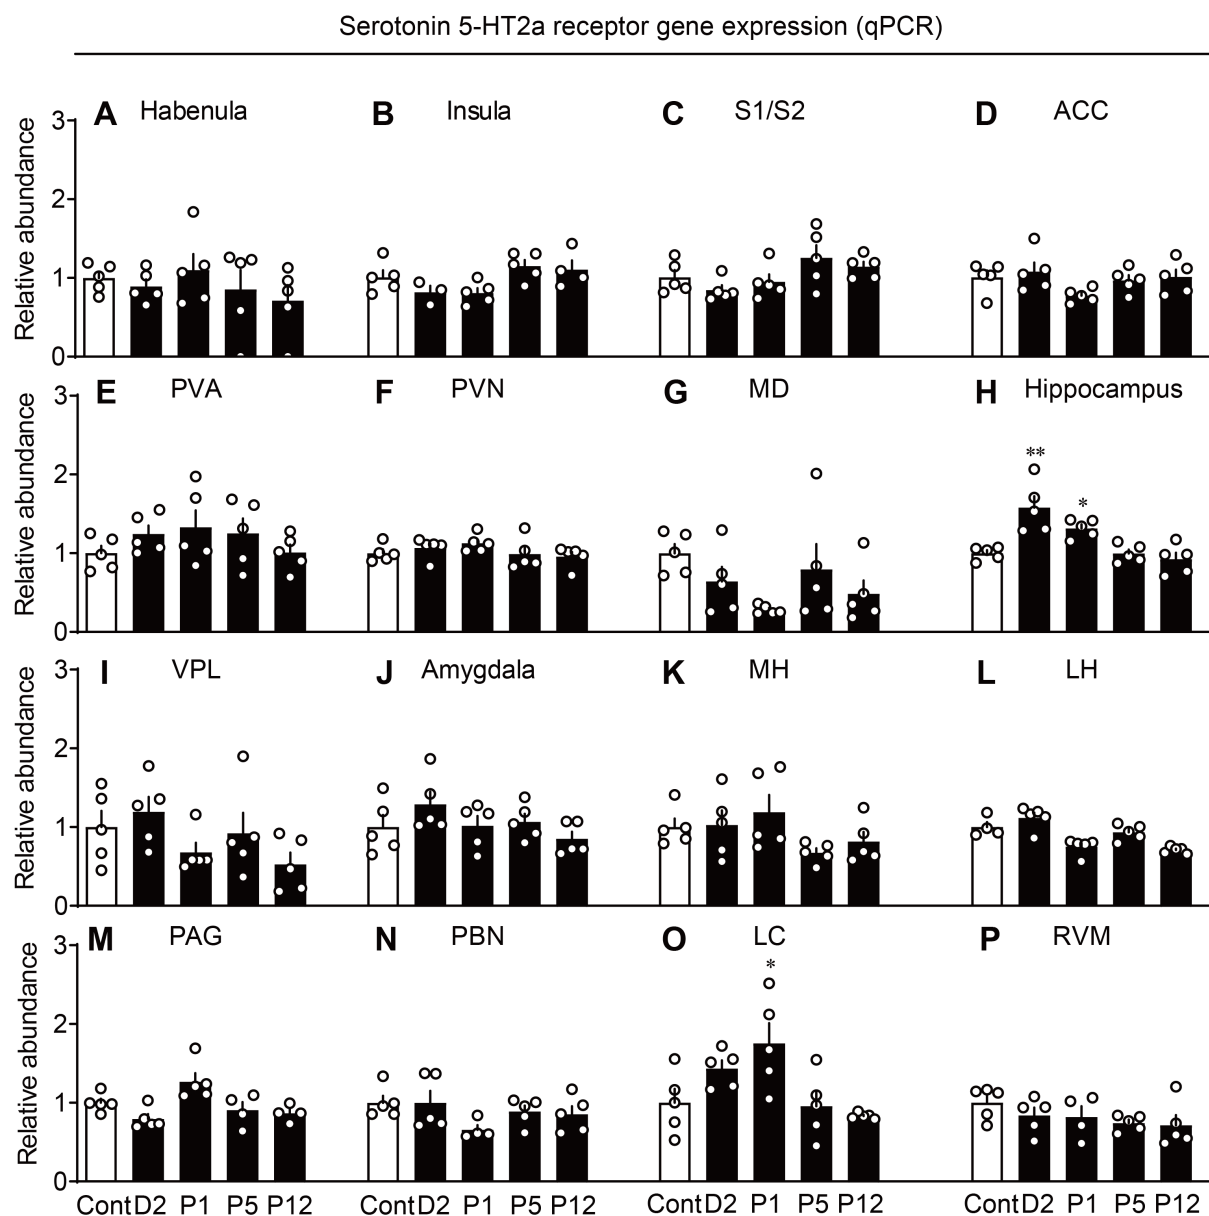 Serotonin 5-HT2a receptor gene expression (qPCR)
A Habenula B Insula C S1/S2 D ACC
Relative abundance
3
2
1
0
E PVA F PVN G MD H Hippocampus
Relative abundance
3
2
1
0
**
*
I VPL J Amygdala K MH L LH
Relative abundance
3
2
1
0
M PAG N PBN O LC P RVM
Relative abundance
3
2
1
0
*
Cont D2 P1 P5 P12 Cont D2 P1 P5 P12 Cont D2 P1 P5 P12 Cont D2 P1 P5 P12